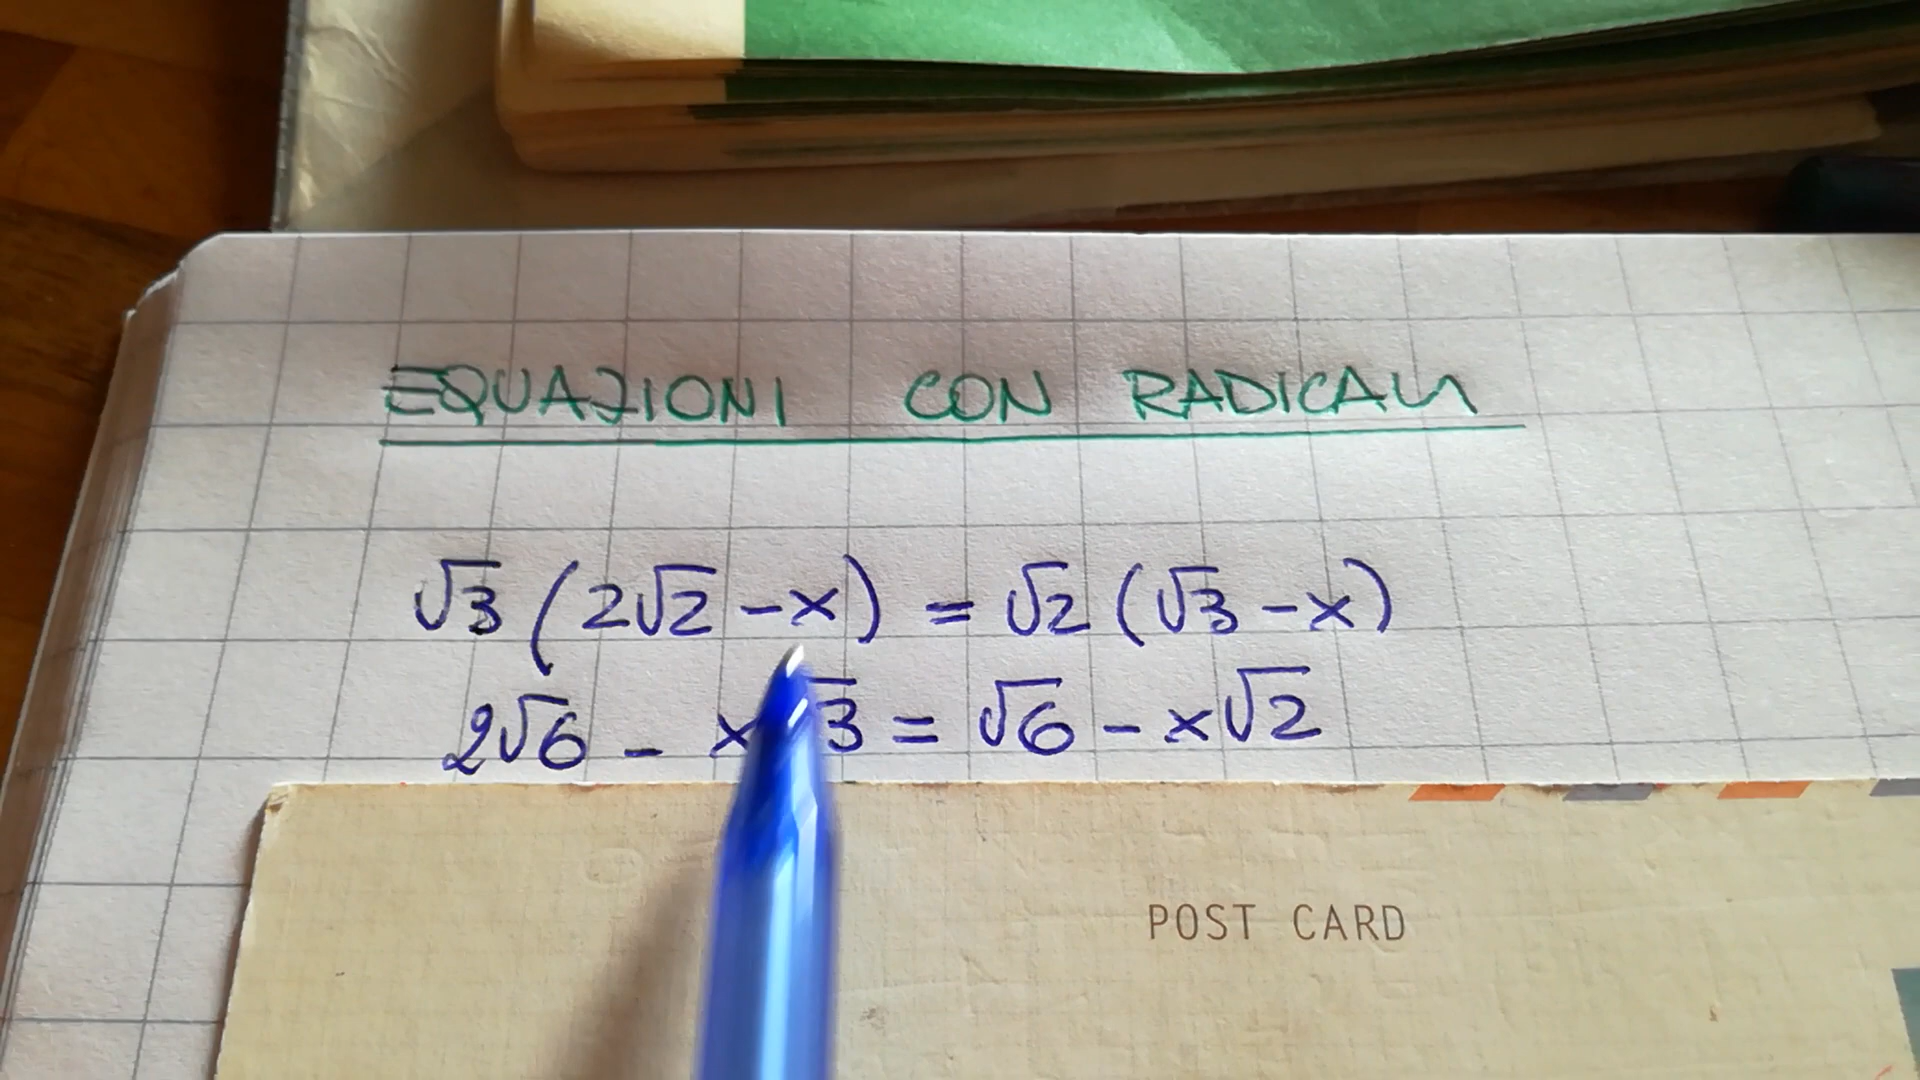 EQUAZIONI CON RADICALI
√3 (2√2 - x) = √2 (√3 - x)
2√6 - x√3 = √6 - x√2
POST CARD